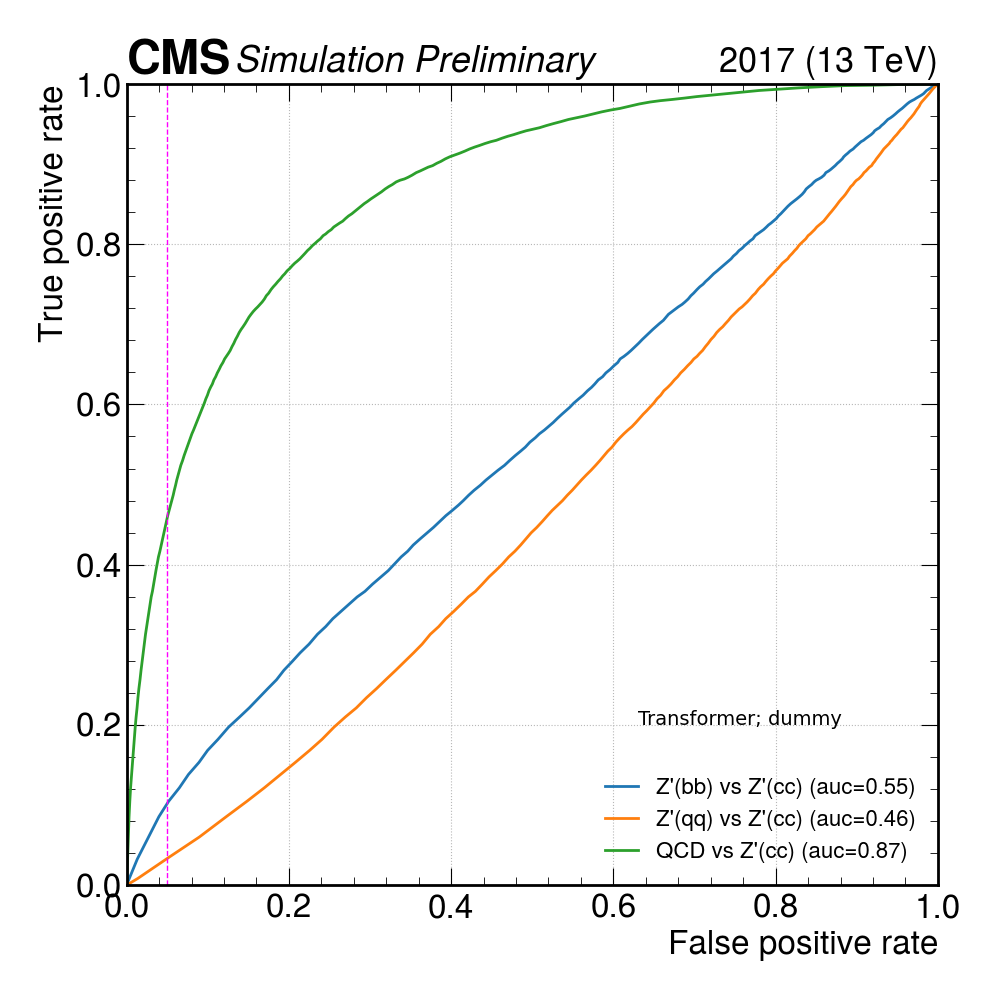 CMS Simulation Preliminary 2017 (13 TeV)
True positive rate
1.0
0.8
0.6
0.4
0.2
0.0
Transformer; dummy
Z'(bb) vs Z'(cc) (auc=0.55)
Z'(qq) vs Z'(cc) (auc=0.46)
QCD vs Z'(cc) (auc=0.87)
0.0 0.2 0.4 0.6 0.8 1.0
False positive rate